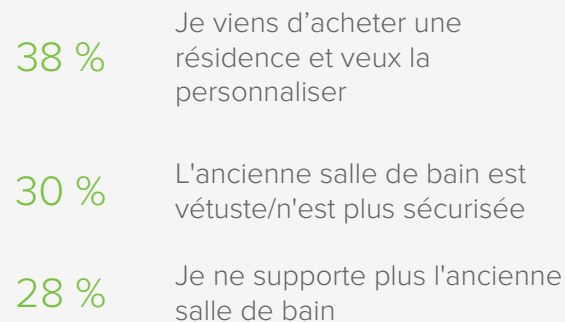 38 %
Je viens d’acheter une
résidence et veux la
personnaliser
30 %
L'ancienne salle de bain est
vétuste/n'est plus sécurisée
28 %
Je ne supporte plus l'ancienne
salle de bain